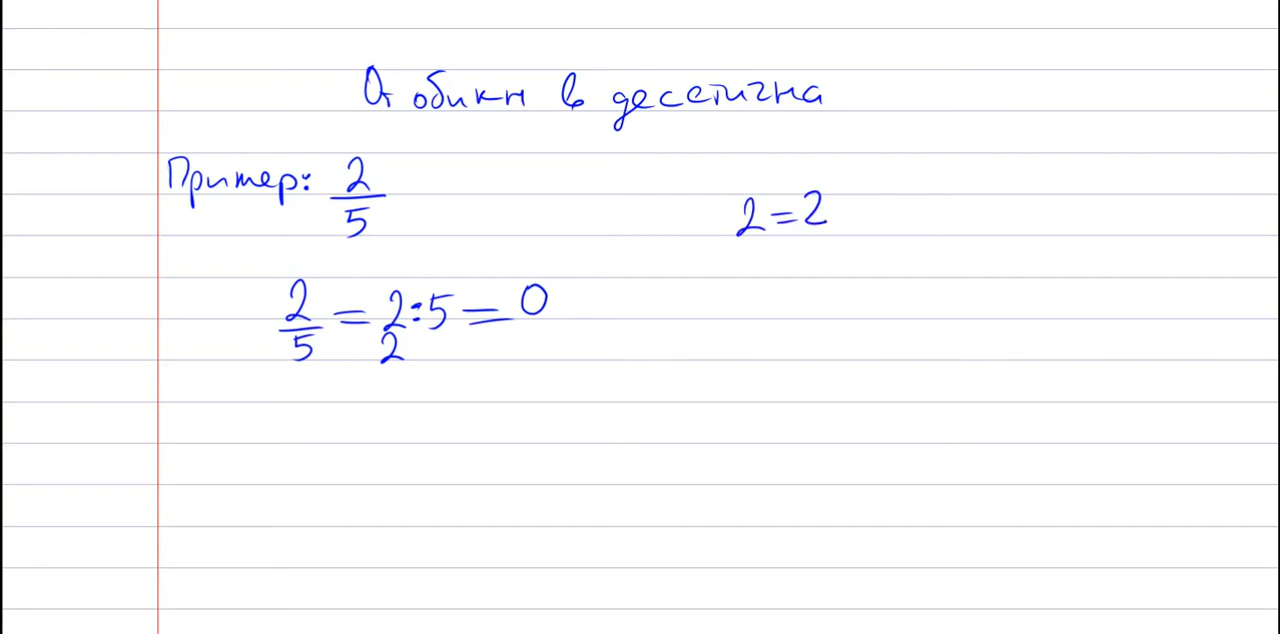 От обикн в десетична
Пример: 2/5
2=2
2/5 = 2:5 = 0
2